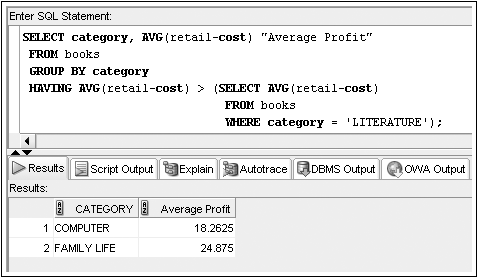 Enter SQL Statement:
SELECT category, AVG(retail-cost) "Average Profit"
FROM books
GROUP BY category
HAVING AVG(retail-cost) > (SELECT AVG(retail-cost)
FROM books
WHERE category = 'LITERATURE');
Results Script Output Explain Autotrace DBMS Output OWA Output
Results:
CATEGORY Average Profit
1 COMPUTER 18.2625
2 FAMILY LIFE 24.875